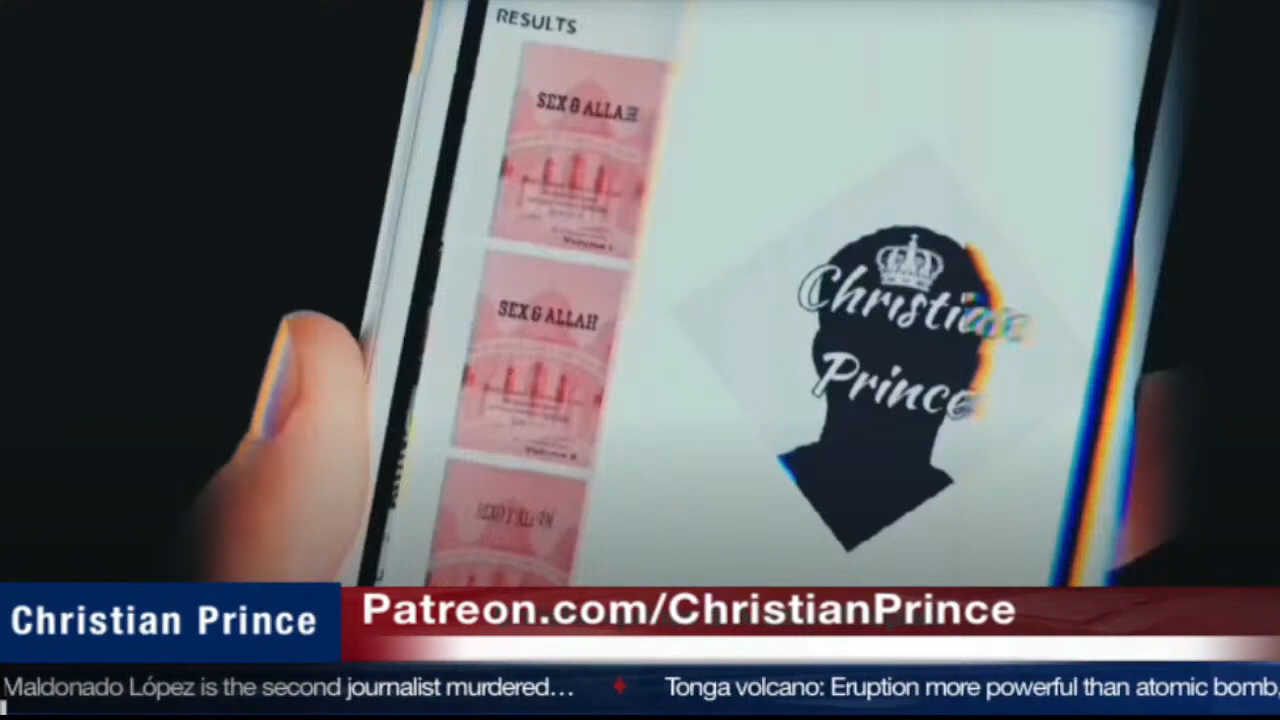 RESULTS
SEX & ALLAH
SEX & ALLAH
Christian
Prince
Christian Prince
Patreon.com/ChristianPrince
Maldonado López is the second journalist murdered...
Tonga volcano: Eruption more powerful than atomic bomb,